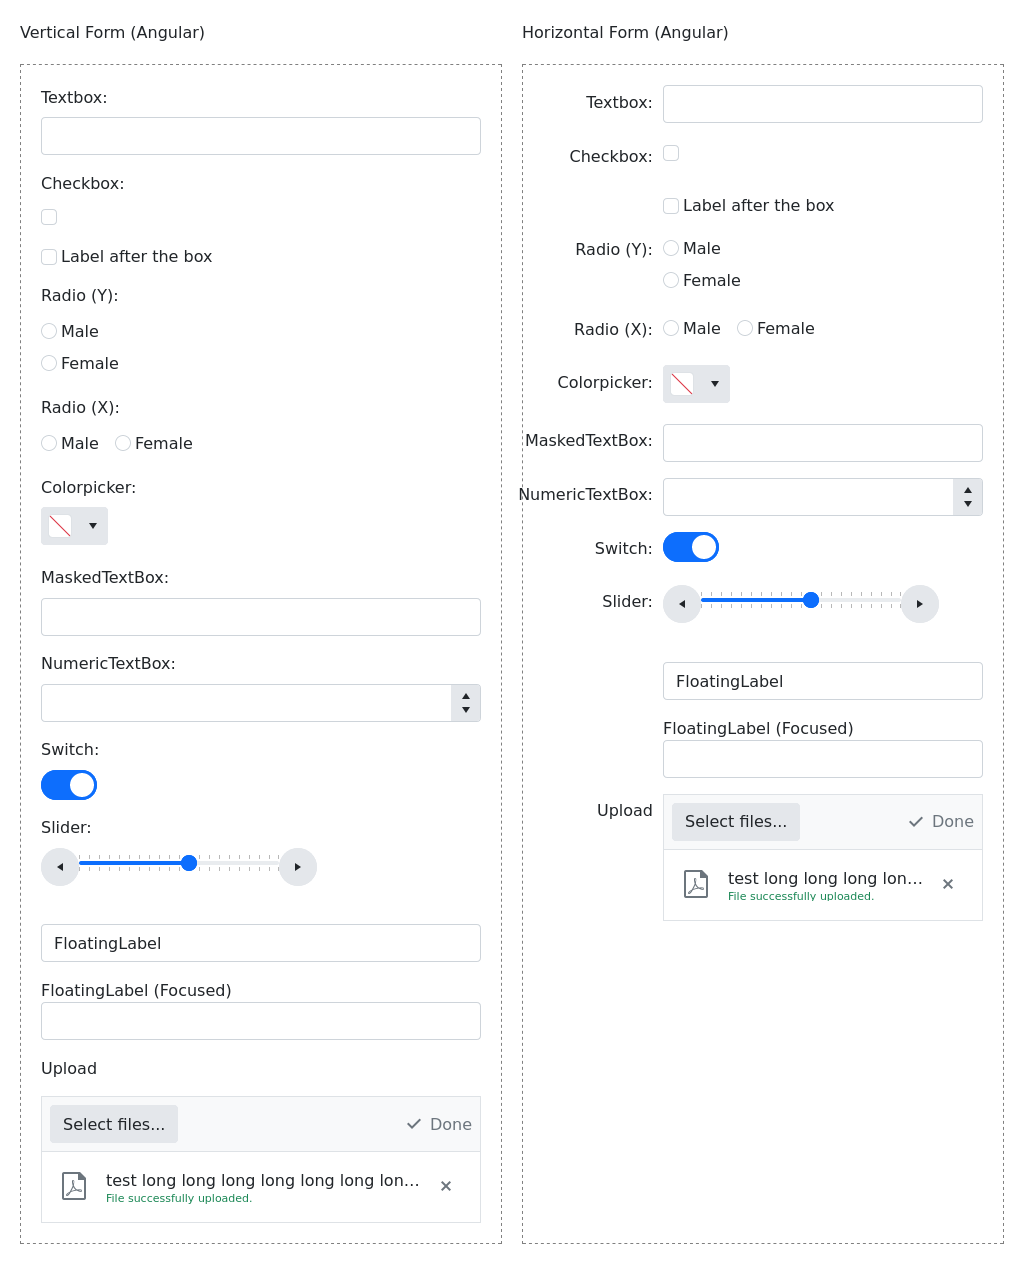 Vertical Form (Angular)
Textbox:
Checkbox:
Label after the box
Radio (Y):
Male
Female
Radio (X):
Male Female
Colorpicker:
MaskedTextBox:
NumericTextBox:
Switch:
Slider:
FloatingLabel
FloatingLabel (Focused)
Upload
Select files... Done
test long long long long long long lon...
File successfully uploaded.
Horizontal Form (Angular)
Textbox:
Checkbox:
Label after the box
Radio (Y): Male
Female
Radio (X): Male Female
Colorpicker:
MaskedTextBox:
NumericTextBox:
Switch:
Slider:
FloatingLabel
FloatingLabel (Focused)
Upload Select files... Done
test long long long lon...
File successfully uploaded.